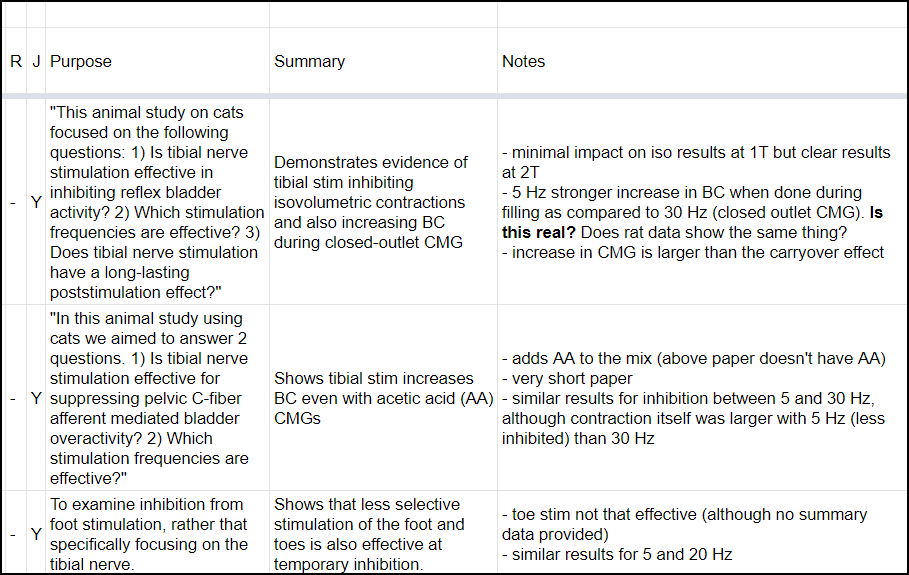 R J Purpose Summary Notes
"This animal study on cats
focused on the following
questions: 1) Is tibial nerve
stimulation effective in
inhibiting reflex bladder
activity? 2) Which stimulation
frequencies are effective? 3)
Does tibial nerve stimulation
have a long-lasting
poststimulation effect?"
- Y
Demonstrates evidence of
tibial stim inhibiting
isovolumetric contractions
and also increasing BC
during closed-outlet CMG
- minimal impact on iso results at 1T but clear results
at 2T
- 5 Hz stronger increase in BC when done during
filling as compared to 30 Hz (closed outlet CMG). Is
this real? Does rat data show the same thing?
- increase in CMG is larger than the carryover effect
- Y
"In this animal study using
cats we aimed to answer 2
questions. 1) Is tibial nerve
stimulation effective for
suppressing pelvic C-fiber
afferent mediated bladder
overactivity? 2) Which
stimulation frequencies are
effective?"
Shows tibial stim increases
BC even with acetic acid (AA)
CMGs
- adds AA to the mix (above paper doesn't have AA)
- very short paper
- similar results for inhibition between 5 and 30 Hz,
although contraction itself was larger with 5 Hz (less
inhibited) than 30 Hz
- Y
To examine inhibition from
foot stimulation, rather that
specifically focusing on the
tibial nerve.
Shows that less selective
stimulation of the foot and
toes is also effective at
temporary inhibition.
- toe stim not that effective (although no summary
data provided)
- similar results for 5 and 20 Hz